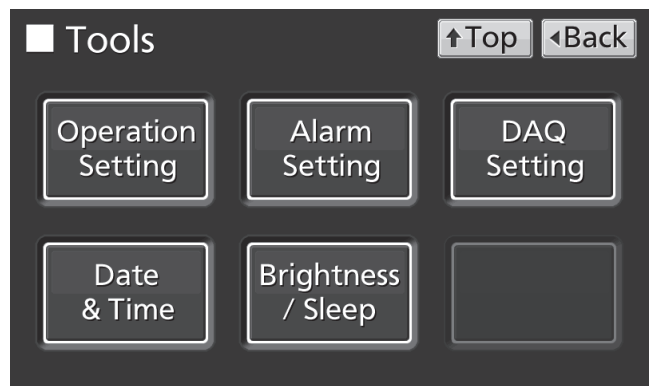 Tools
↑Top
◂Back
Operation
Setting
Alarm
Setting
DAQ
Setting
Date
& Time
Brightness
/ Sleep